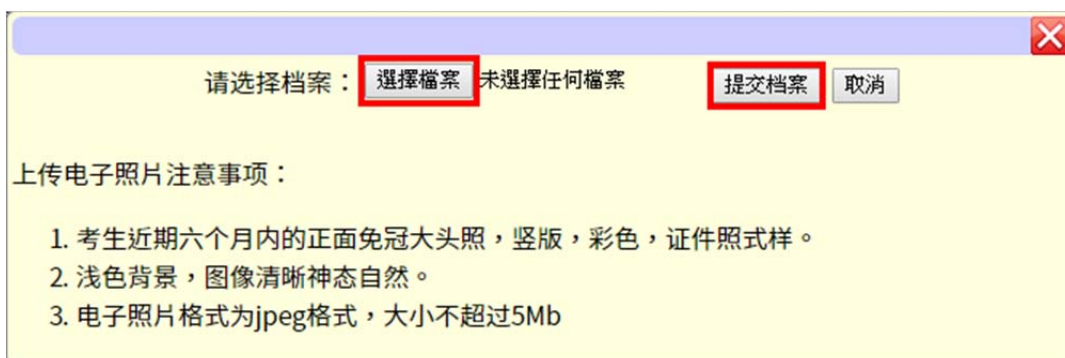 请选择档案： 選擇檔案 未選擇任何檔案 提交档案 取消
上传电子照片注意事项：
1. 考生近期六个月内的正面免冠大头照，竖版，彩色，证件照式样。
2. 浅色背景，图像清晰神态自然。
3. 电子照片格式为jpeg格式，大小不超过5Mb